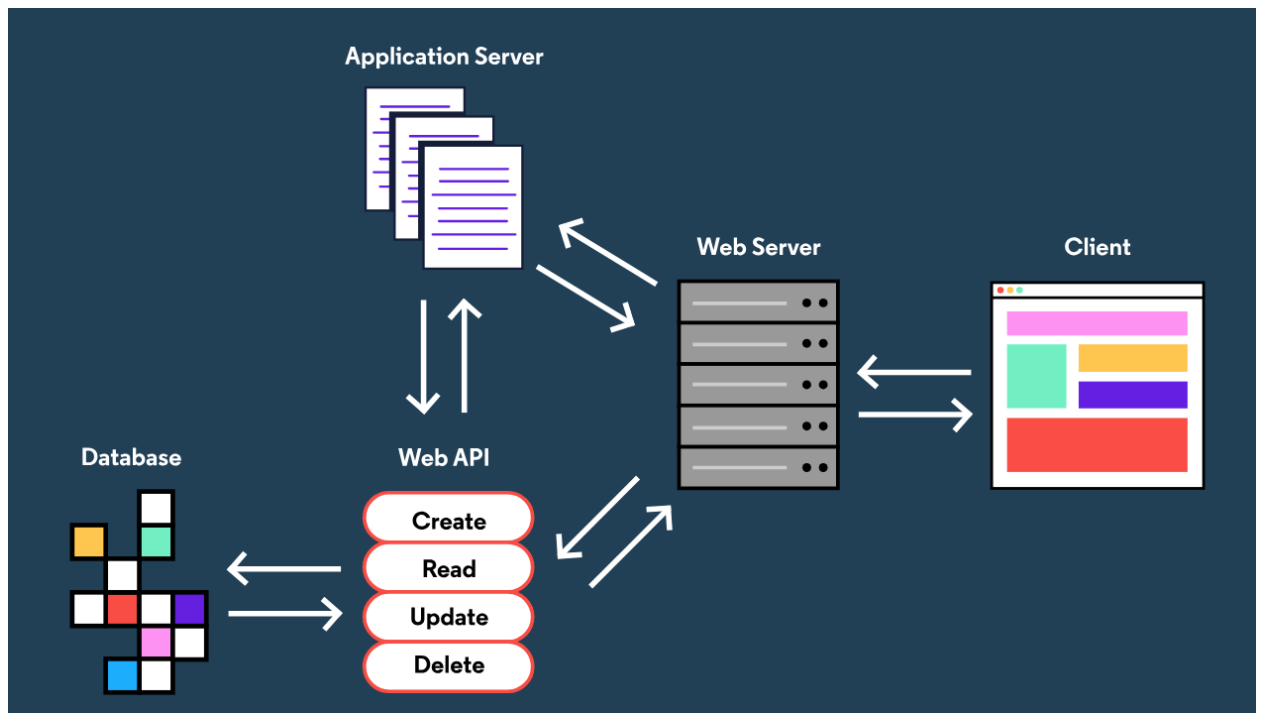 Application Server
Web Server
Client
Database
Web API
Create
Read
Update
Delete